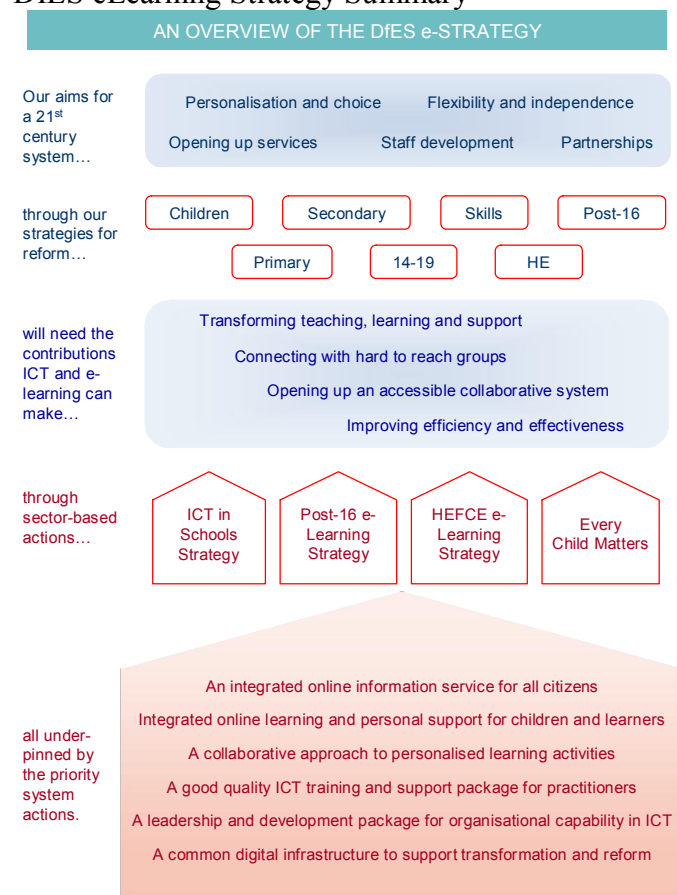 DfES eLearning Strategy Summary
AN OVERVIEW OF THE DfES e-STRATEGY
Our aims for
a 21st
century
system…
Personalisation and choice
Flexibility and independence
Opening up services
Staff development
Partnerships
through our
strategies for
reform…
Children
Secondary
Skills
Post-16
Primary
14-19
HE
will need the
contributions
ICT and e-
learning can
make…
Transforming teaching, learning and support
Connecting with hard to reach groups
Opening up an accessible collaborative system
Improving efficiency and effectiveness
through
sector-based
actions…
ICT in
Schools
Strategy
Post-16 e-
Learning
Strategy
HEFCE e-
Learning
Strategy
Every
Child Matters
all under-
pinned by
the priority
system
actions.
An integrated online information service for all citizens
Integrated online learning and personal support for children and learners
A collaborative approach to personalised learning activities
A good quality ICT training and support package for practitioners
A leadership and development package for organisational capability in ICT
A common digital infrastructure to support transformation and reform